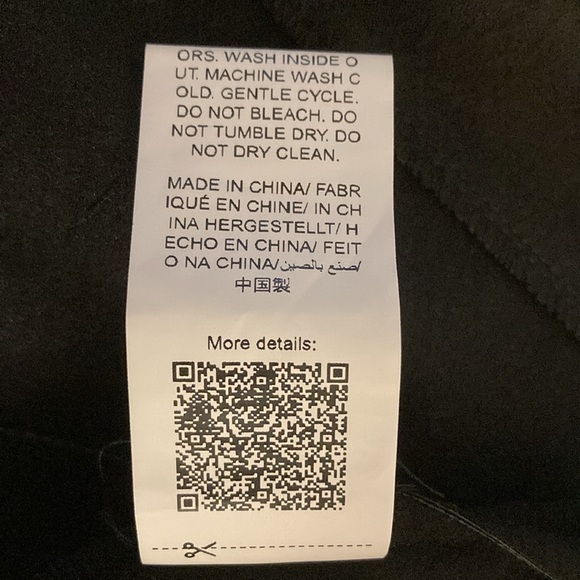 ORS. WASH INSIDE O
UT. MACHINE WASH C
OLD. GENTLE CYCLE.
DO NOT BLEACH. DO
NOT TUMBLE DRY. DO
NOT DRY CLEAN.
MADE IN CHINA/ FABR
IQUÉ EN CHINE/ IN CH
INA HERGESTELLT/ H
ECHO EN CHINA/ FEIT
O NA CHINA/صنع بالصين/
中国製
More details: